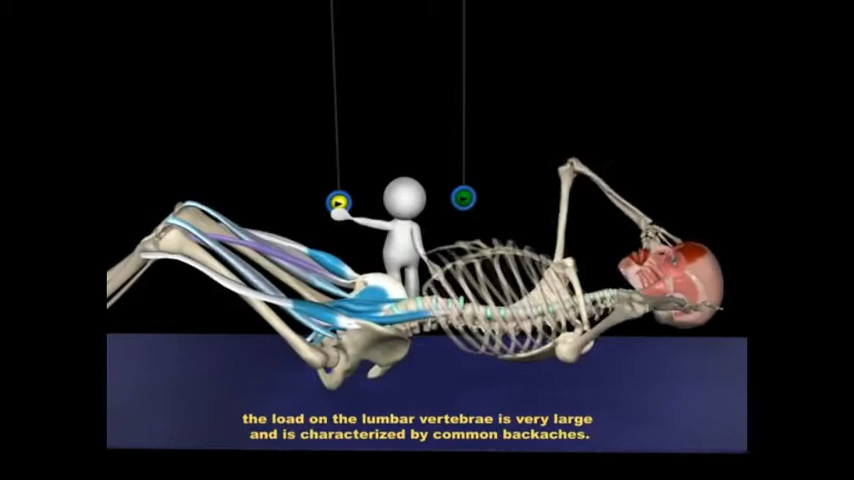 the load on the lumbar vertebrae is very large
and is characterized by common backaches.